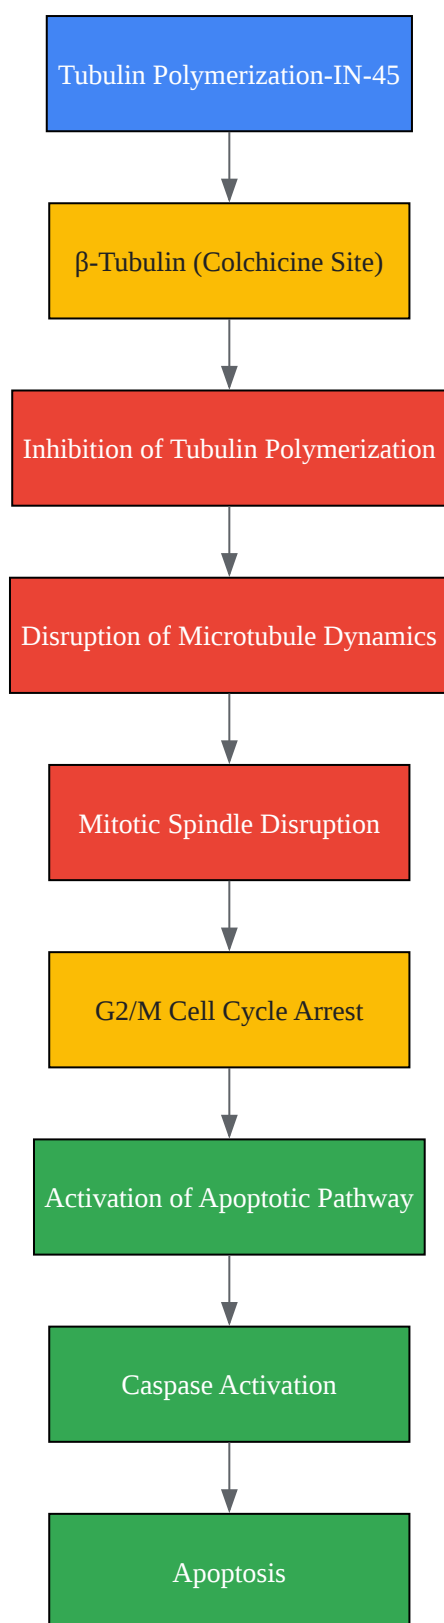 Tubulin Polymerization-IN-45
β-Tubulin (Colchicine Site)
Inhibition of Tubulin Polymerization
Disruption of Microtubule Dynamics
Mitotic Spindle Disruption
G2/M Cell Cycle Arrest
Activation of Apoptotic Pathway
Caspase Activation
Apoptosis